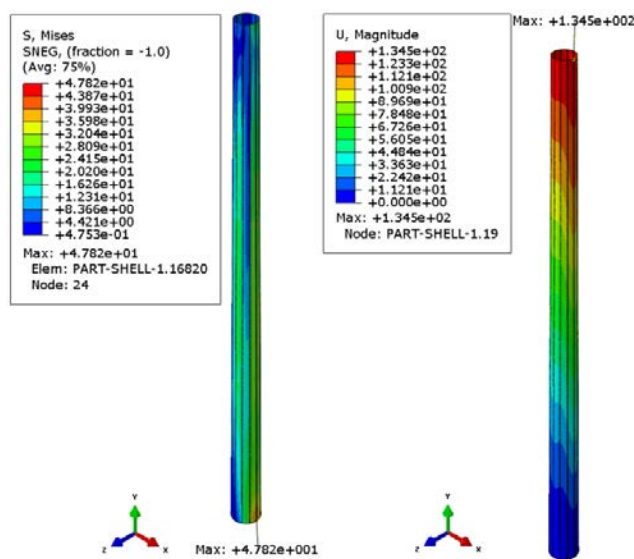 S, Mises
SNEG, (fraction = -1.0)
(Avg: 75%)
+4.782e+01
+4.387e+01
+3.993e+01
+3.598e+01
+3.204e+01
+2.809e+01
+2.415e+01
+2.020e+01
+1.626e+01
+1.231e+01
+8.366e+00
+4.421e+00
+4.753e-01
Max: +4.782e+01
Elem: PART-SHELL-1.16820
Node: 24
Y
Z
X
Max: +4.782e+001
U, Magnitude
+1.345e+02
+1.233e+02
+1.121e+02
+1.009e+02
+8.969e+01
+7.848e+01
+6.726e+01
+5.605e+01
+4.484e+01
+3.363e+01
+2.242e+01
+1.121e+01
+0.000e+00
Max: +1.345e+02
Node: PART-SHELL-1.19
Max: +1.345e+002
Y
Z
X